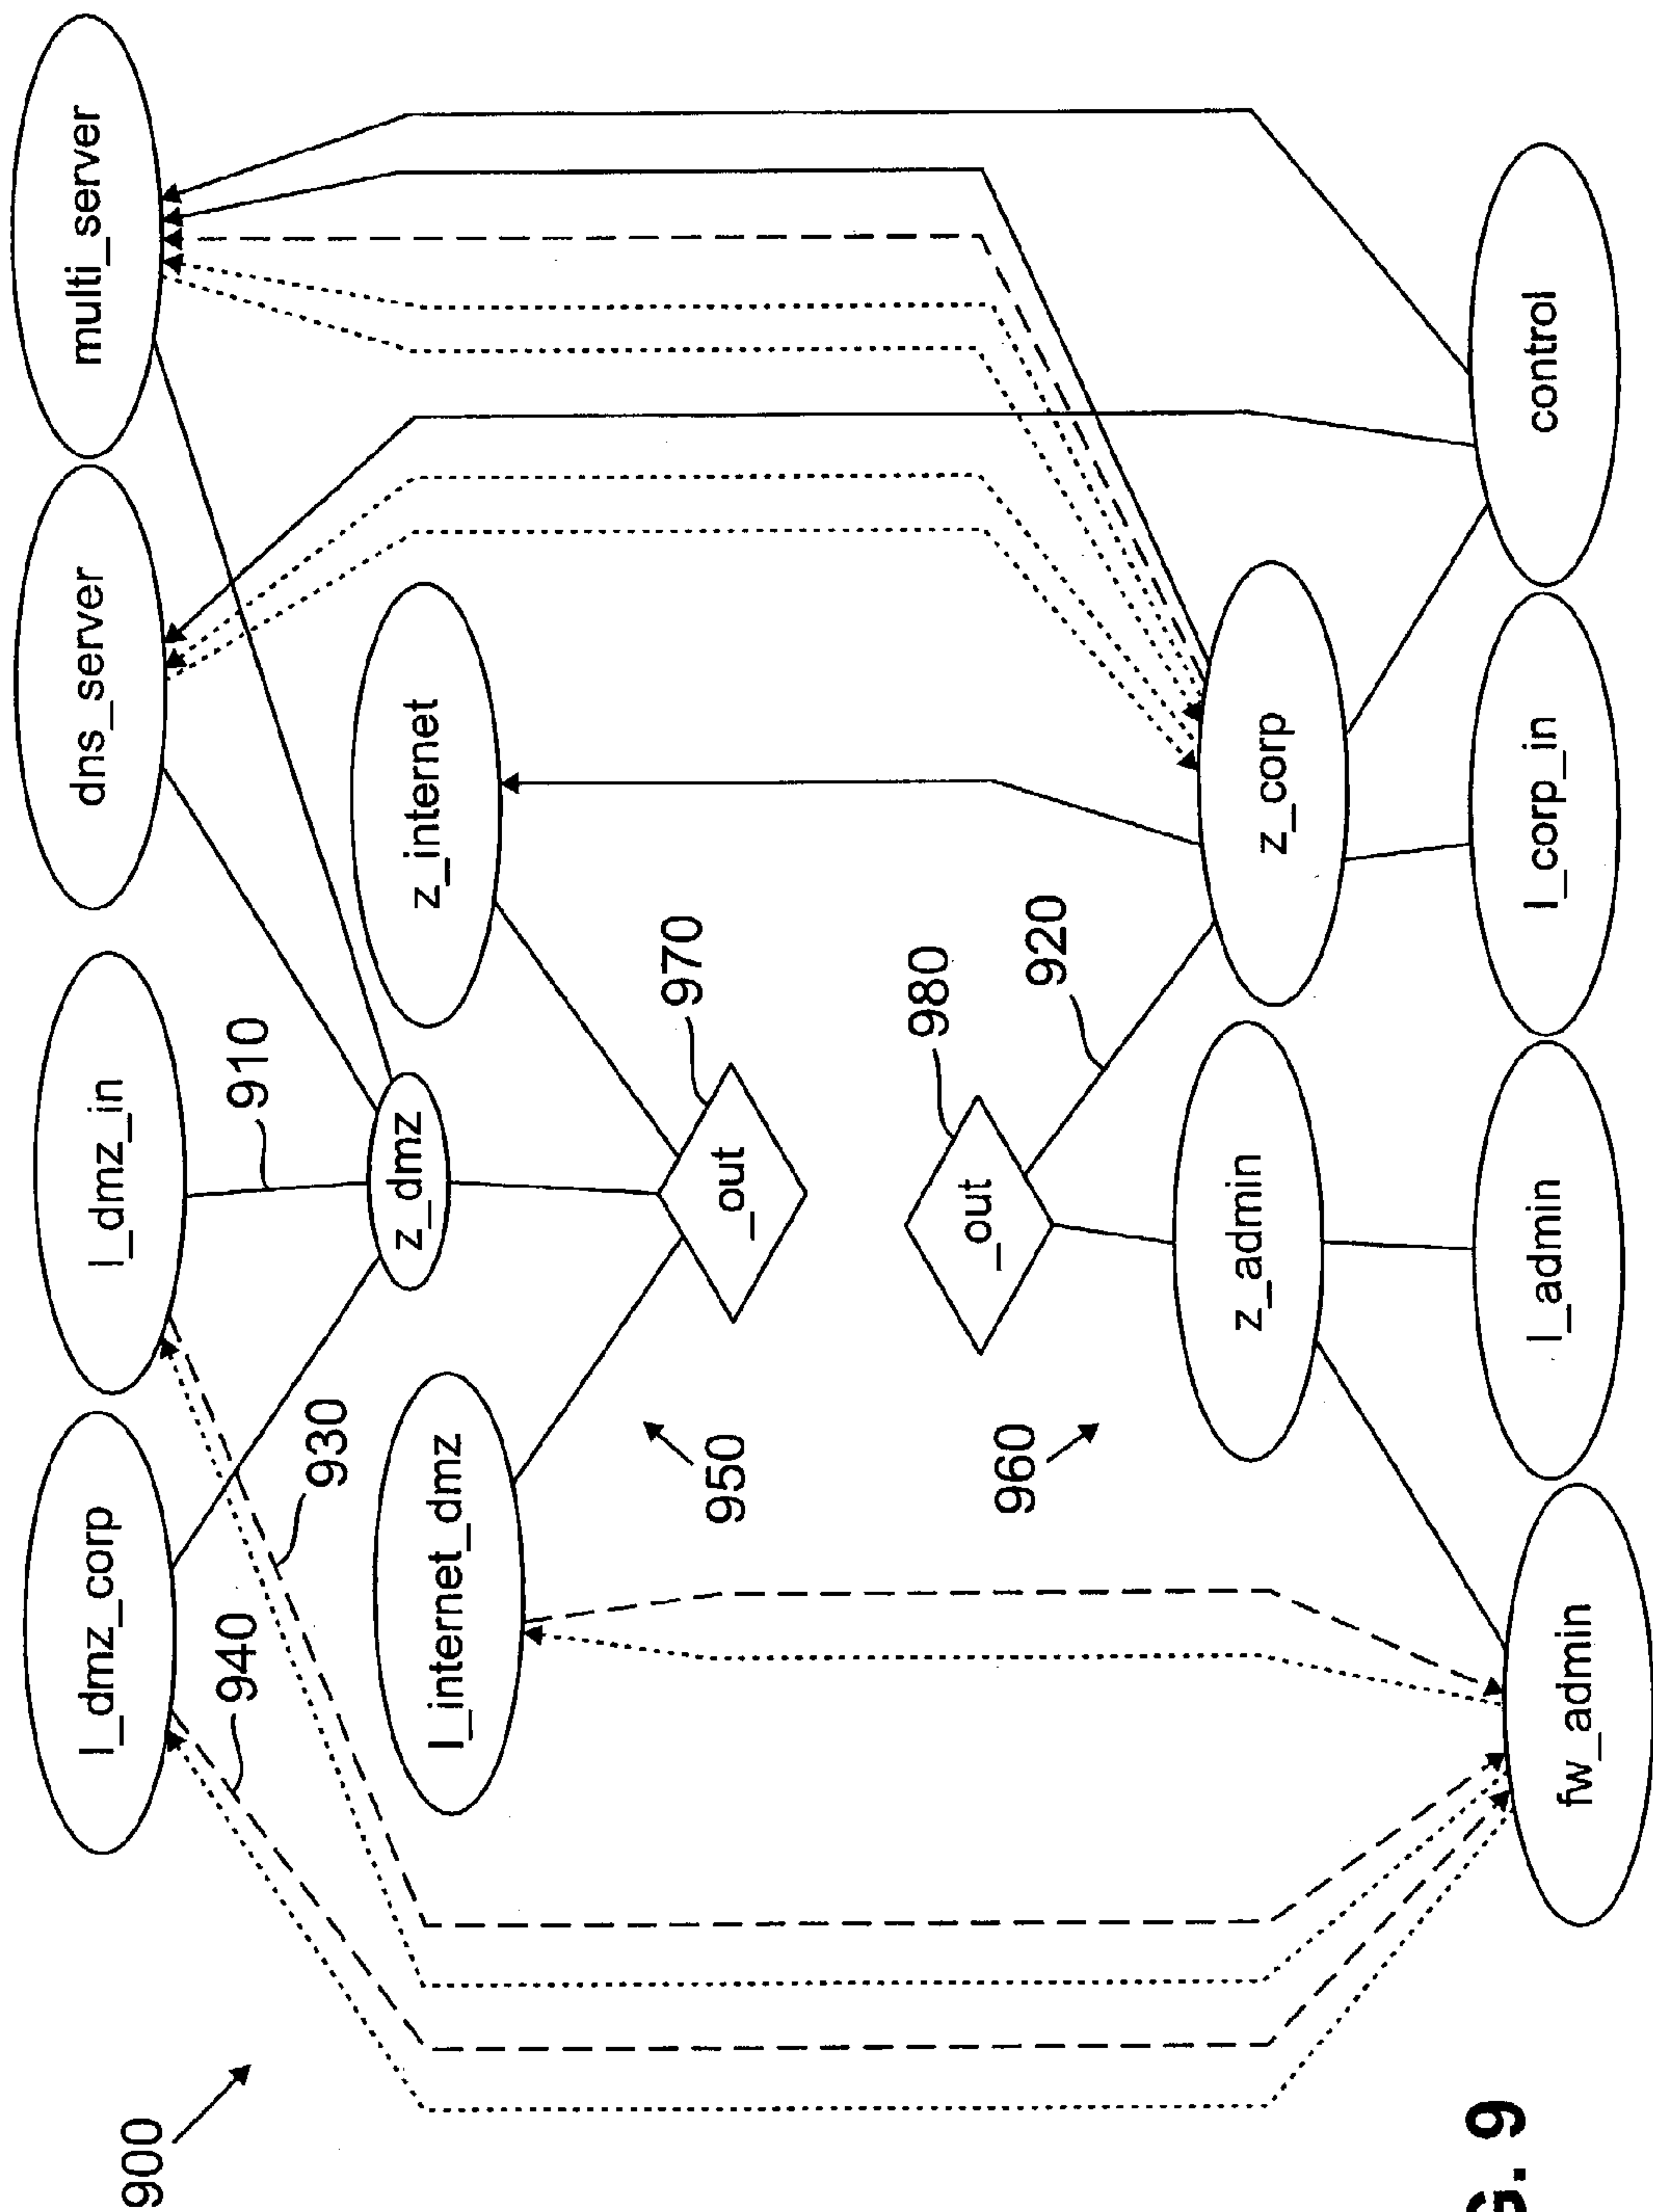 I_dmz_corp
I_dmz_in
dns_server
multi_server
900
940
910
930
I_internet_dmz
z_dmz
z_internet
970
950
_out
980
_out
960
920
z_admin
z_corp
fw_admin
I_admin
I_corp_in
control
G. 9